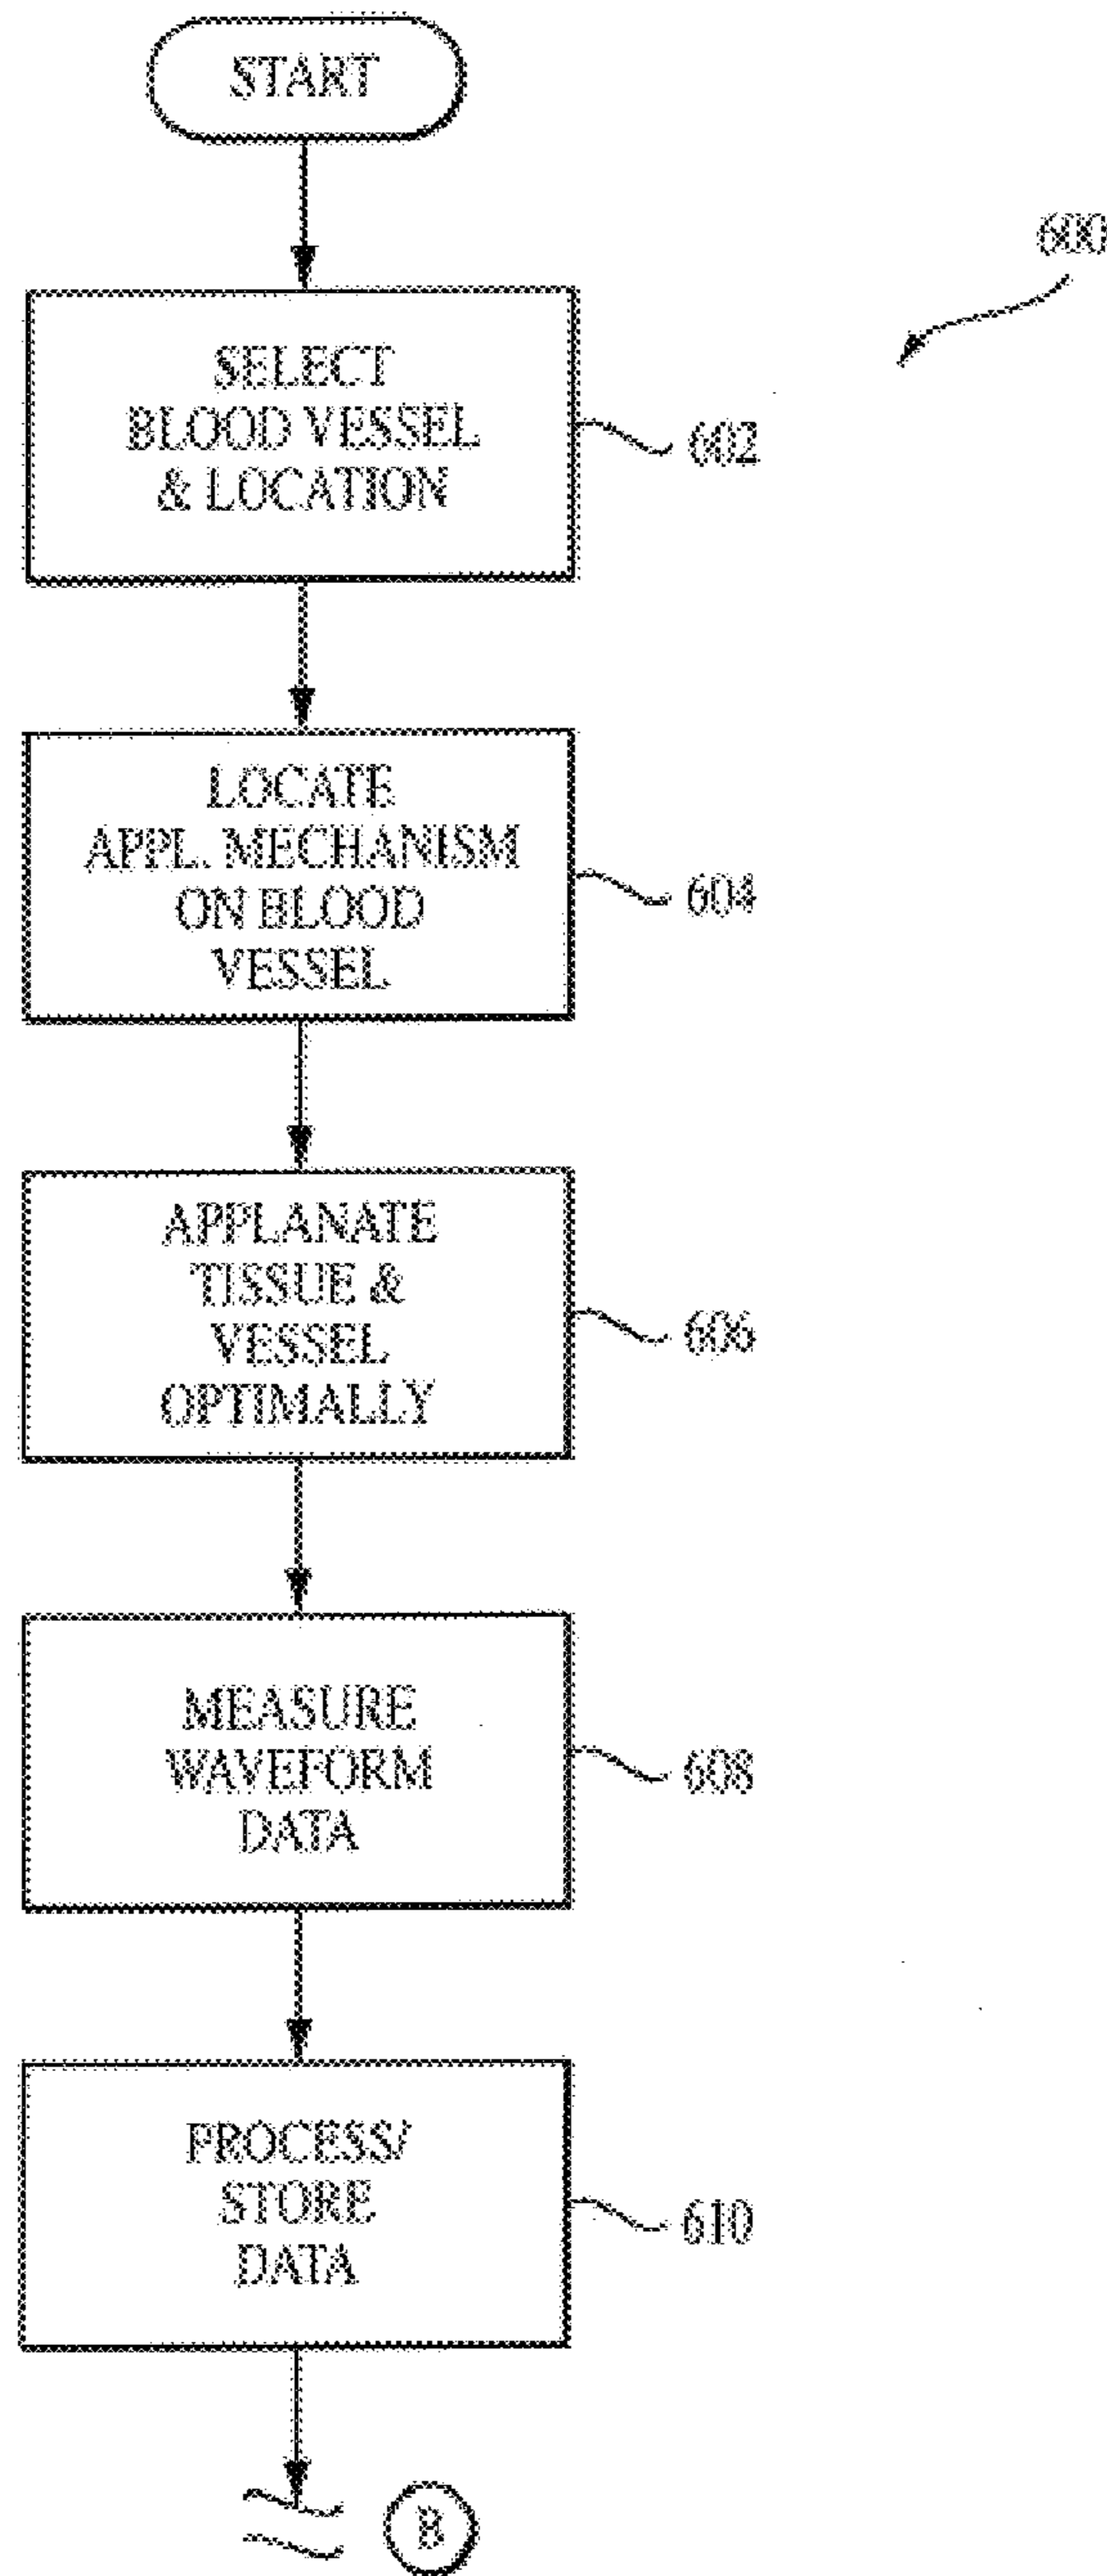 START
600
SELECT
BLOOD VESSEL
& LOCATION
602
LOCATE
APPL. MECHANISM
ON BLOOD
VESSEL
604
APPLANATE
TISSUE &
VESSEL
OPTIMALLY
606
MEASURE
WAVEFORM
DATA
608
PROCESS/
STORE
DATA
610
B